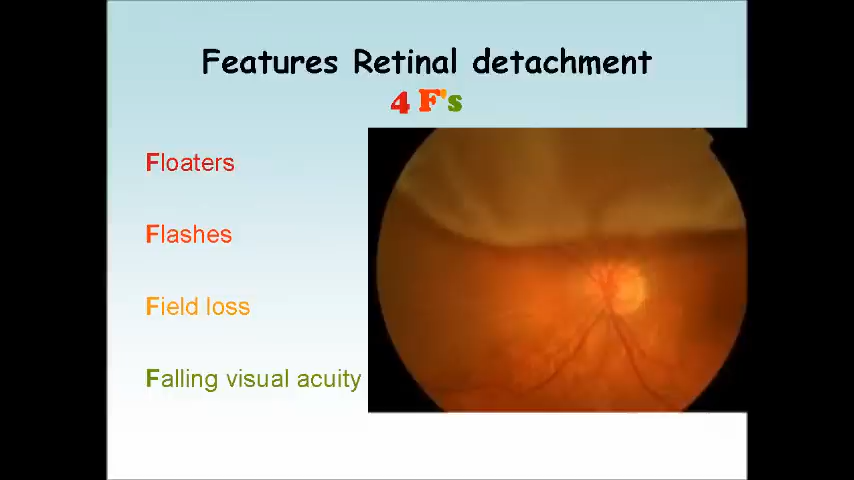 Features Retinal detachment
4 F's
Floaters
Flashes
Field loss
Falling visual acuity